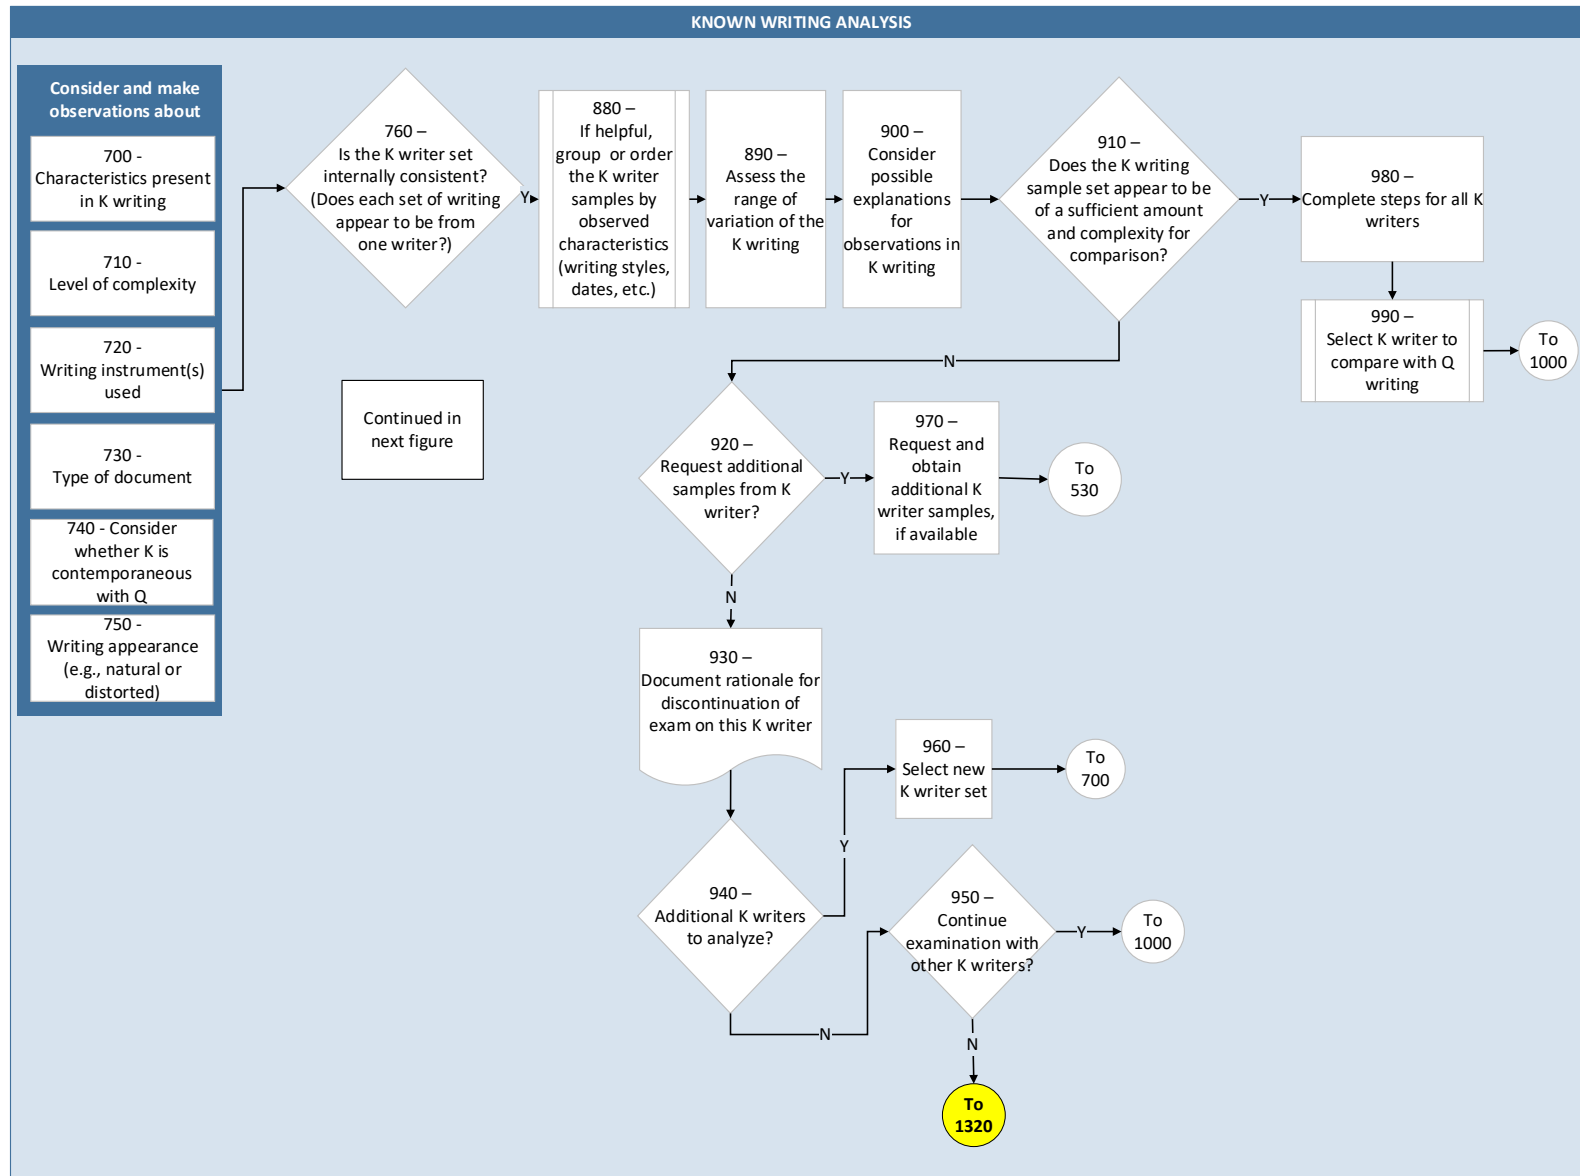 KNOWN WRITING ANALYSIS
Consider and make
observations about
700 -
Characteristics present
in K writing
710 -
Level of complexity
720 -
Writing instrument(s)
used
730 -
Type of document
740 - Consider
whether K is
contemporaneous
with Q
750 -
Writing appearance
(e.g., natural or
distorted)
760 –
Is the K writer set
internally consistent?
(Does each set of writing
appear to be from
one writer?)
Y
880 –
If helpful,
group or order
the K writer
samples by
observed
characteristics
(writing styles,
dates, etc.)
890 –
Assess the
range of
variation of the
K writing
900 –
Consider
possible
explanations
for
observations in
K writing
910 –
Does the K writing
sample set appear to be
of a sufficient amount
and complexity for
comparison?
Y
980 –
Complete steps for all K
writers
990 –
Select K writer to
compare with Q
writing
To
1000
N
Continued in
next figure
920 –
Request additional
samples from K
writer?
Y
970 –
Request and
obtain
additional K
writer samples,
if available
To
530
N
930 –
Document rationale for
discontinuation of
exam on this K writer
940 –
Additional K writers
to analyze?
Y
960 –
Select new
K writer set
To
700
N
950 –
Continue
examination with
other K writers?
Y
To
1000
N
To
1320